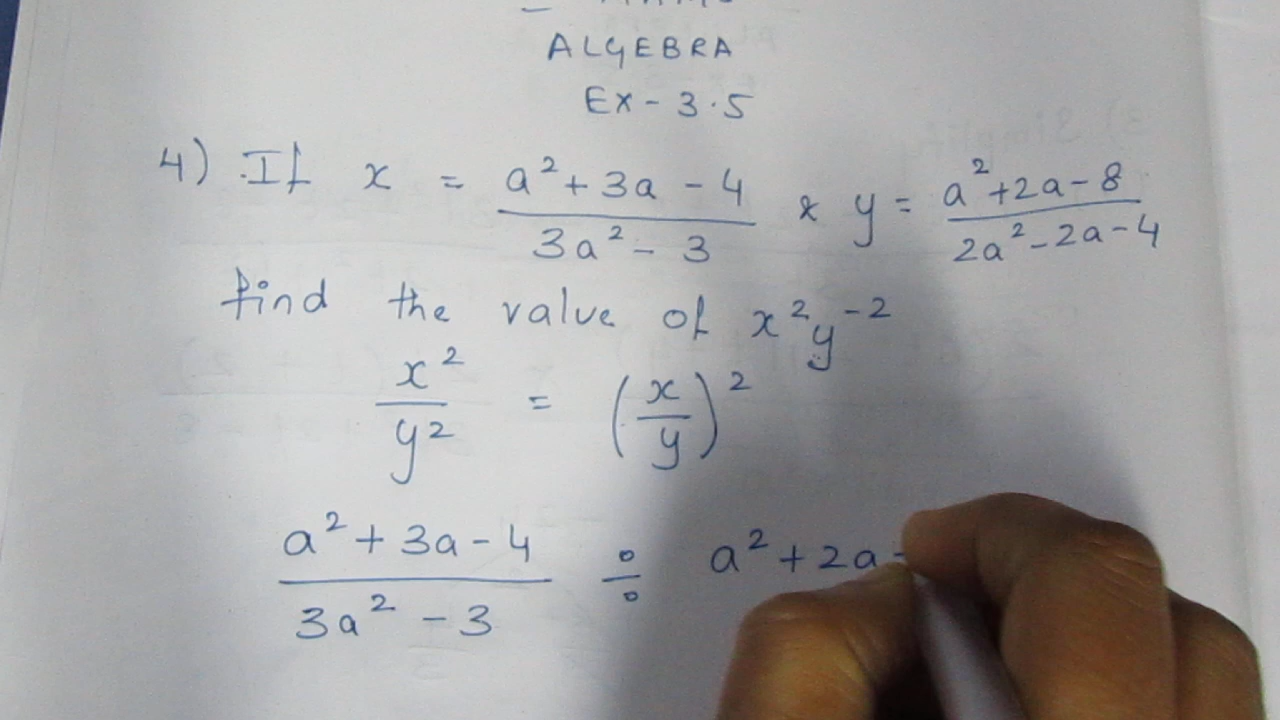 ALGEBRA
EX - 3.5
4) If x = (a² + 3a - 4)/(3a² - 3) & y = (a² + 2a - 8)/(2a² - 2a - 4)
find the value of x² y⁻²
x²/y² = (x/y)²
(a² + 3a - 4)/(3a² - 3) ÷ a² + 2a -